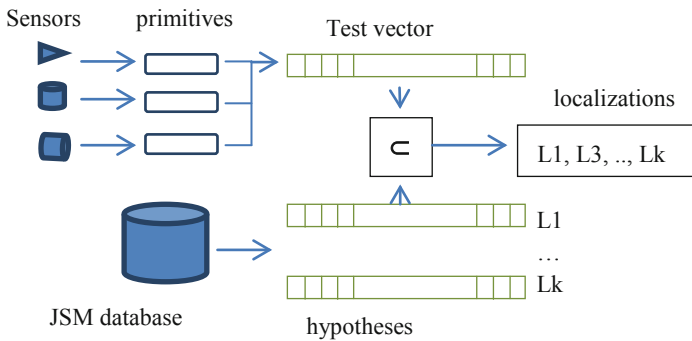 Sensors
primitives
Test vector
localizations
⊂
L1, L3, .., Lk
L1
…
Lk
JSM database
hypotheses